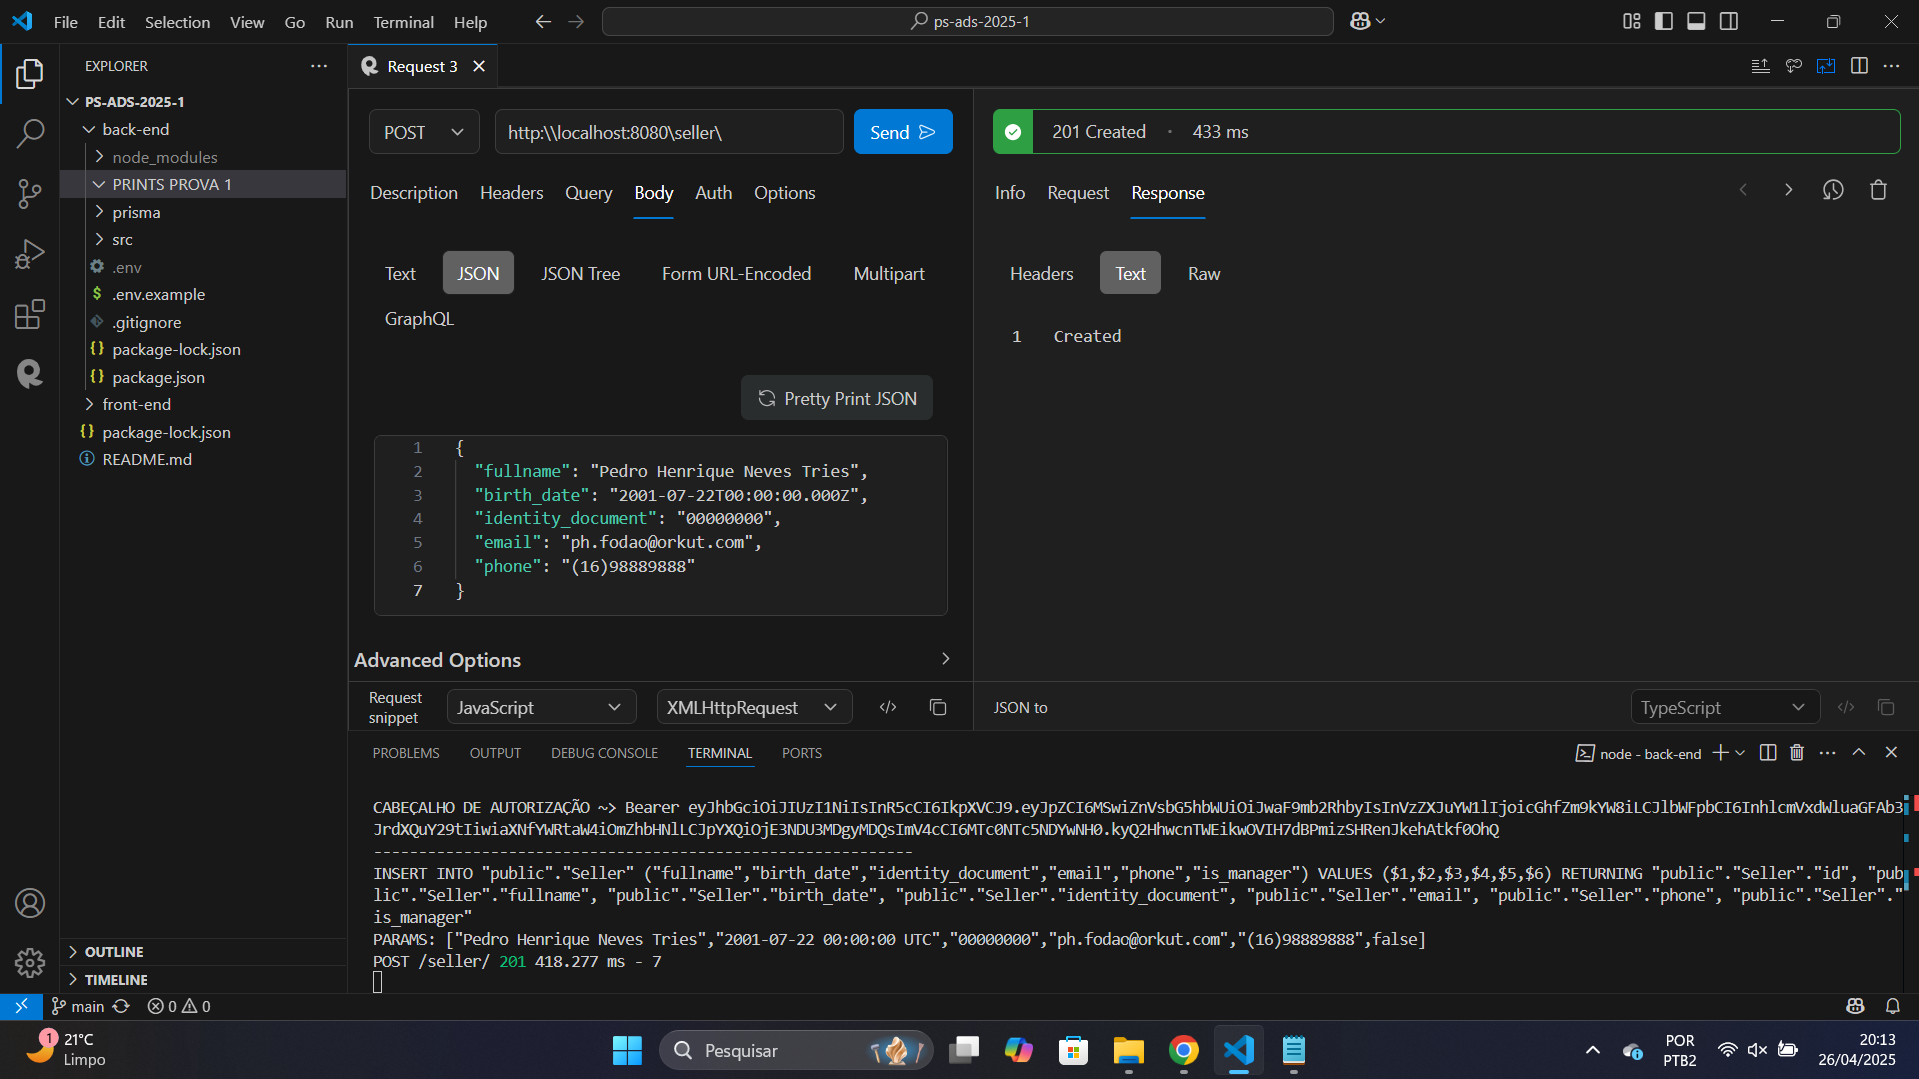 File Edit Selection View Go Run Terminal Help
ps-ads-2025-1
EXPLORER
PS-ADS-2025-1
back-end
node_modules
PRINTS PROVA 1
prisma
src
.env
$ .env.example
.gitignore
{} package-lock.json
{} package.json
front-end
{} package-lock.json
README.md
OUTLINE
TIMELINE
Request 3
POST
http:\\localhost:8080\seller\
Send
Description Headers Query Body Auth Options
Text JSON JSON Tree Form URL-Encoded Multipart
GraphQL
Pretty Print JSON
1 {
2 "fullname": "Pedro Henrique Neves Tries",
3 "birth_date": "2001-07-22T00:00:00.000Z",
4 "identity_document": "00000000",
5 "email": "ph.fodao@orkut.com",
6 "phone": "(16)98889888"
7 }
Advanced Options
Request
snippet
JavaScript
XMLHttpRequest
201 Created · 433 ms
Info Request Response
Headers Text Raw
1 Created
JSON to
TypeScript
PROBLEMS OUTPUT DEBUG CONSOLE TERMINAL PORTS
node - back-end
CABEÇALHO DE AUTORIZAÇÃO ~> Bearer
---------------------------------------------------------
INSERT INTO "public"."Seller" ("fullname","birth_date","identity_document","email","phone","is_manager") VALUES ($1,$2,$3,$4,$5,$6) RETURNING "public"."Seller"."id", "pub
lic"."Seller"."fullname", "public"."Seller"."birth_date", "public"."Seller"."identity_document", "public"."Seller"."email", "public"."Seller"."phone", "public"."Seller"."
is_manager"
PARAMS: ["Pedro Henrique Neves Tries","2001-07-22 00:00:00 UTC","00000000","ph.fodao@orkut.com","(16)98889888",false]
POST /seller/ 201 418.277 ms - 7
main
0 0
1
21°C
Limpo
Pesquisar
POR
PTB2
20:13
26/04/2025